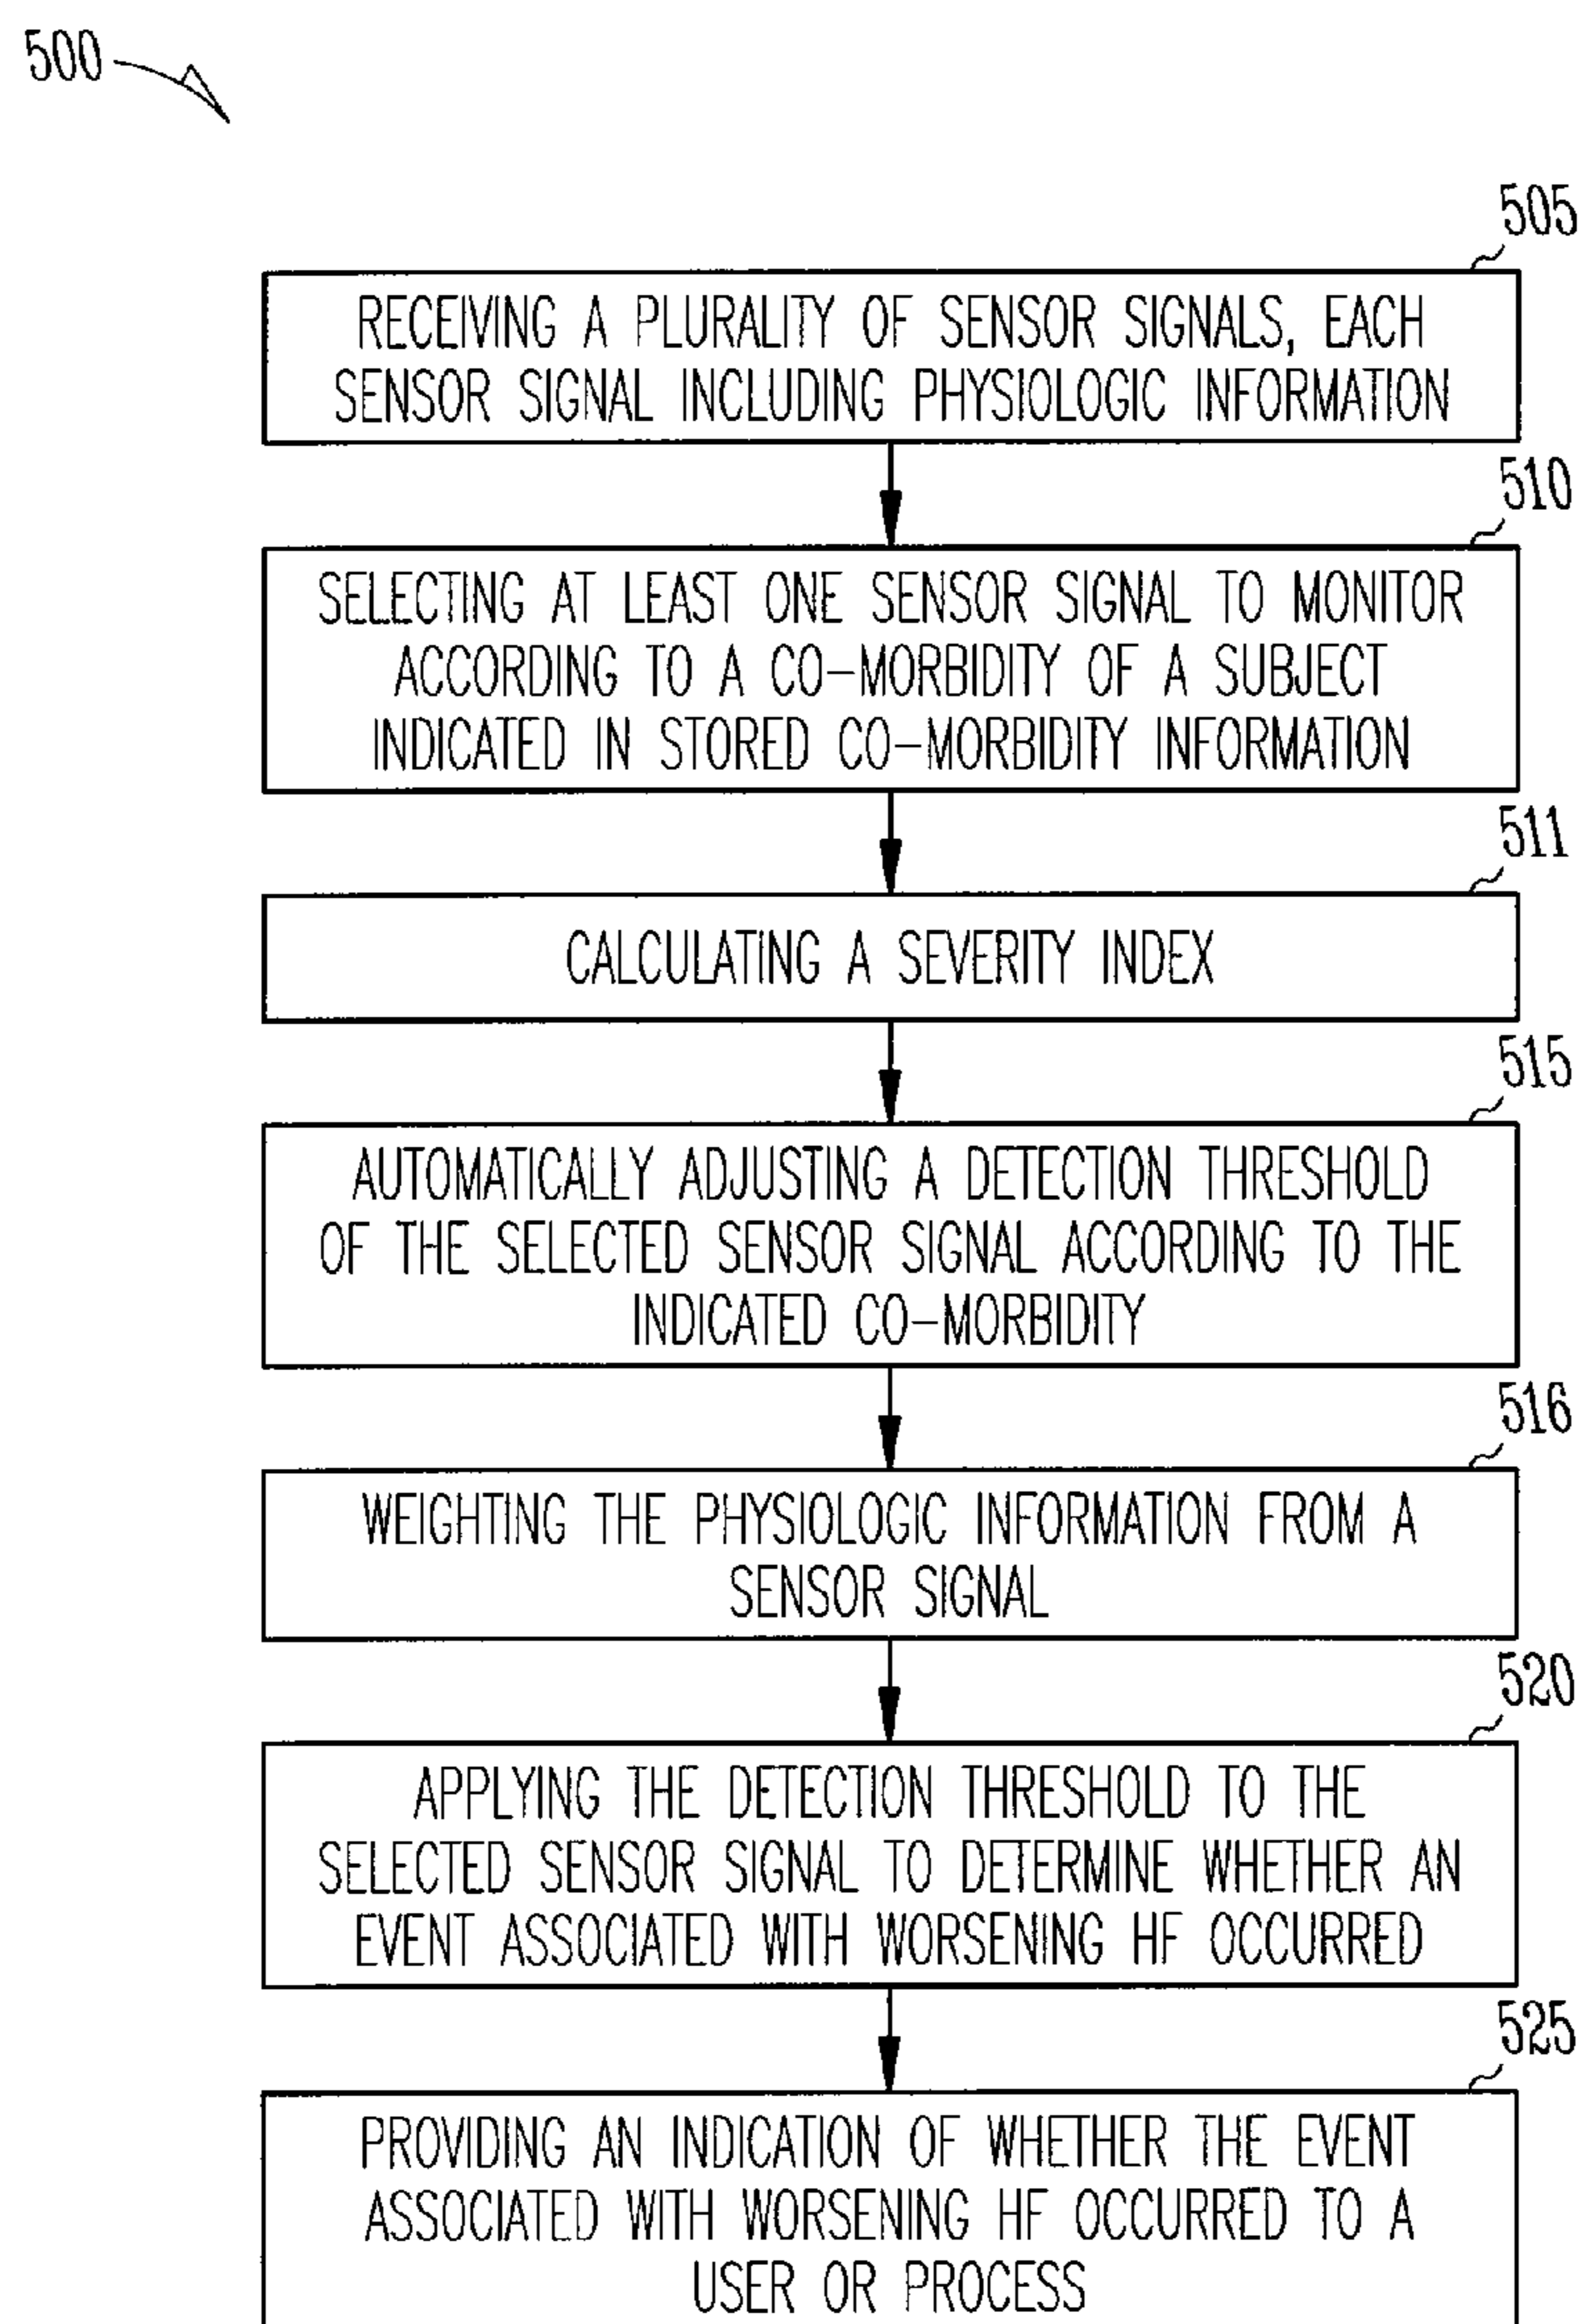 500
505
RECEIVING A PLURALITY OF SENSOR SIGNALS, EACH
SENSOR SIGNAL INCLUDING PHYSIOLOGIC INFORMATION
510
SELECTING AT LEAST ONE SENSOR SIGNAL TO MONITOR
ACCORDING TO A CO-MORBIDITY OF A SUBJECT
INDICATED IN STORED CO-MORBIDITY INFORMATION
511
CALCULATING A SEVERITY INDEX
515
AUTOMATICALLY ADJUSTING A DETECTION THRESHOLD
OF THE SELECTED SENSOR SIGNAL ACCORDING TO THE
INDICATED CO-MORBIDITY
516
WEIGHTING THE PHYSIOLOGIC INFORMATION FROM A
SENSOR SIGNAL
520
APPLYING THE DETECTION THRESHOLD TO THE
SELECTED SENSOR SIGNAL TO DETERMINE WHETHER AN
EVENT ASSOCIATED WITH WORSENING HF OCCURRED
525
PROVIDING AN INDICATION OF WHETHER THE EVENT
ASSOCIATED WITH WORSENING HF OCCURRED TO A
USER OR PROCESS